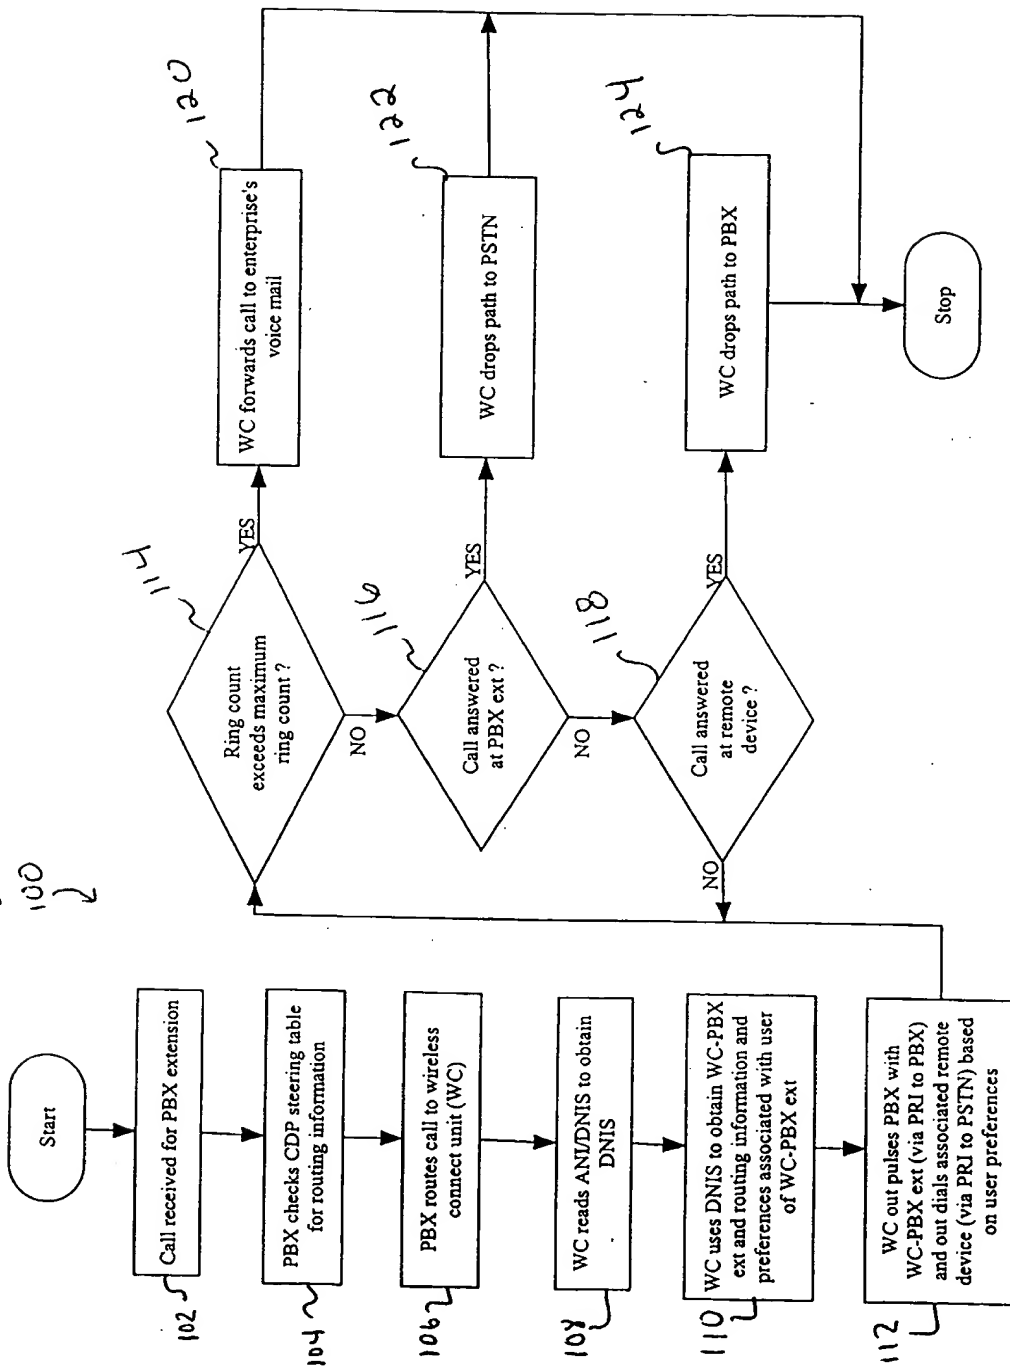 100
Start
Call received for PBX extension
102
PBX checks CDP steering table
for routing information
104
PBX routes call to wireless
connect unit (WC)
106
WC reads ANI/DNIS to obtain
DNIS
108
WC uses DNIS to obtain WC-PBX
ext and routing information and
preferences associated with user
of WC-PBX ext
110
WC out pulses PBX with
WC-PBX ext (via PRI to PBX)
and out dials associated remote
device (via PRI to PSTN) based
on user preferences
112
Ring count
exceeds maximum
ring count ?
114
YES
NO
WC forwards call to enterprise's
voice mail
120
Call answered
at PBX ext ?
116
YES
NO
WC drops path to PSTN
122
Call answered
at remote
device ?
118
YES
NO
WC drops path to PBX
124
Stop